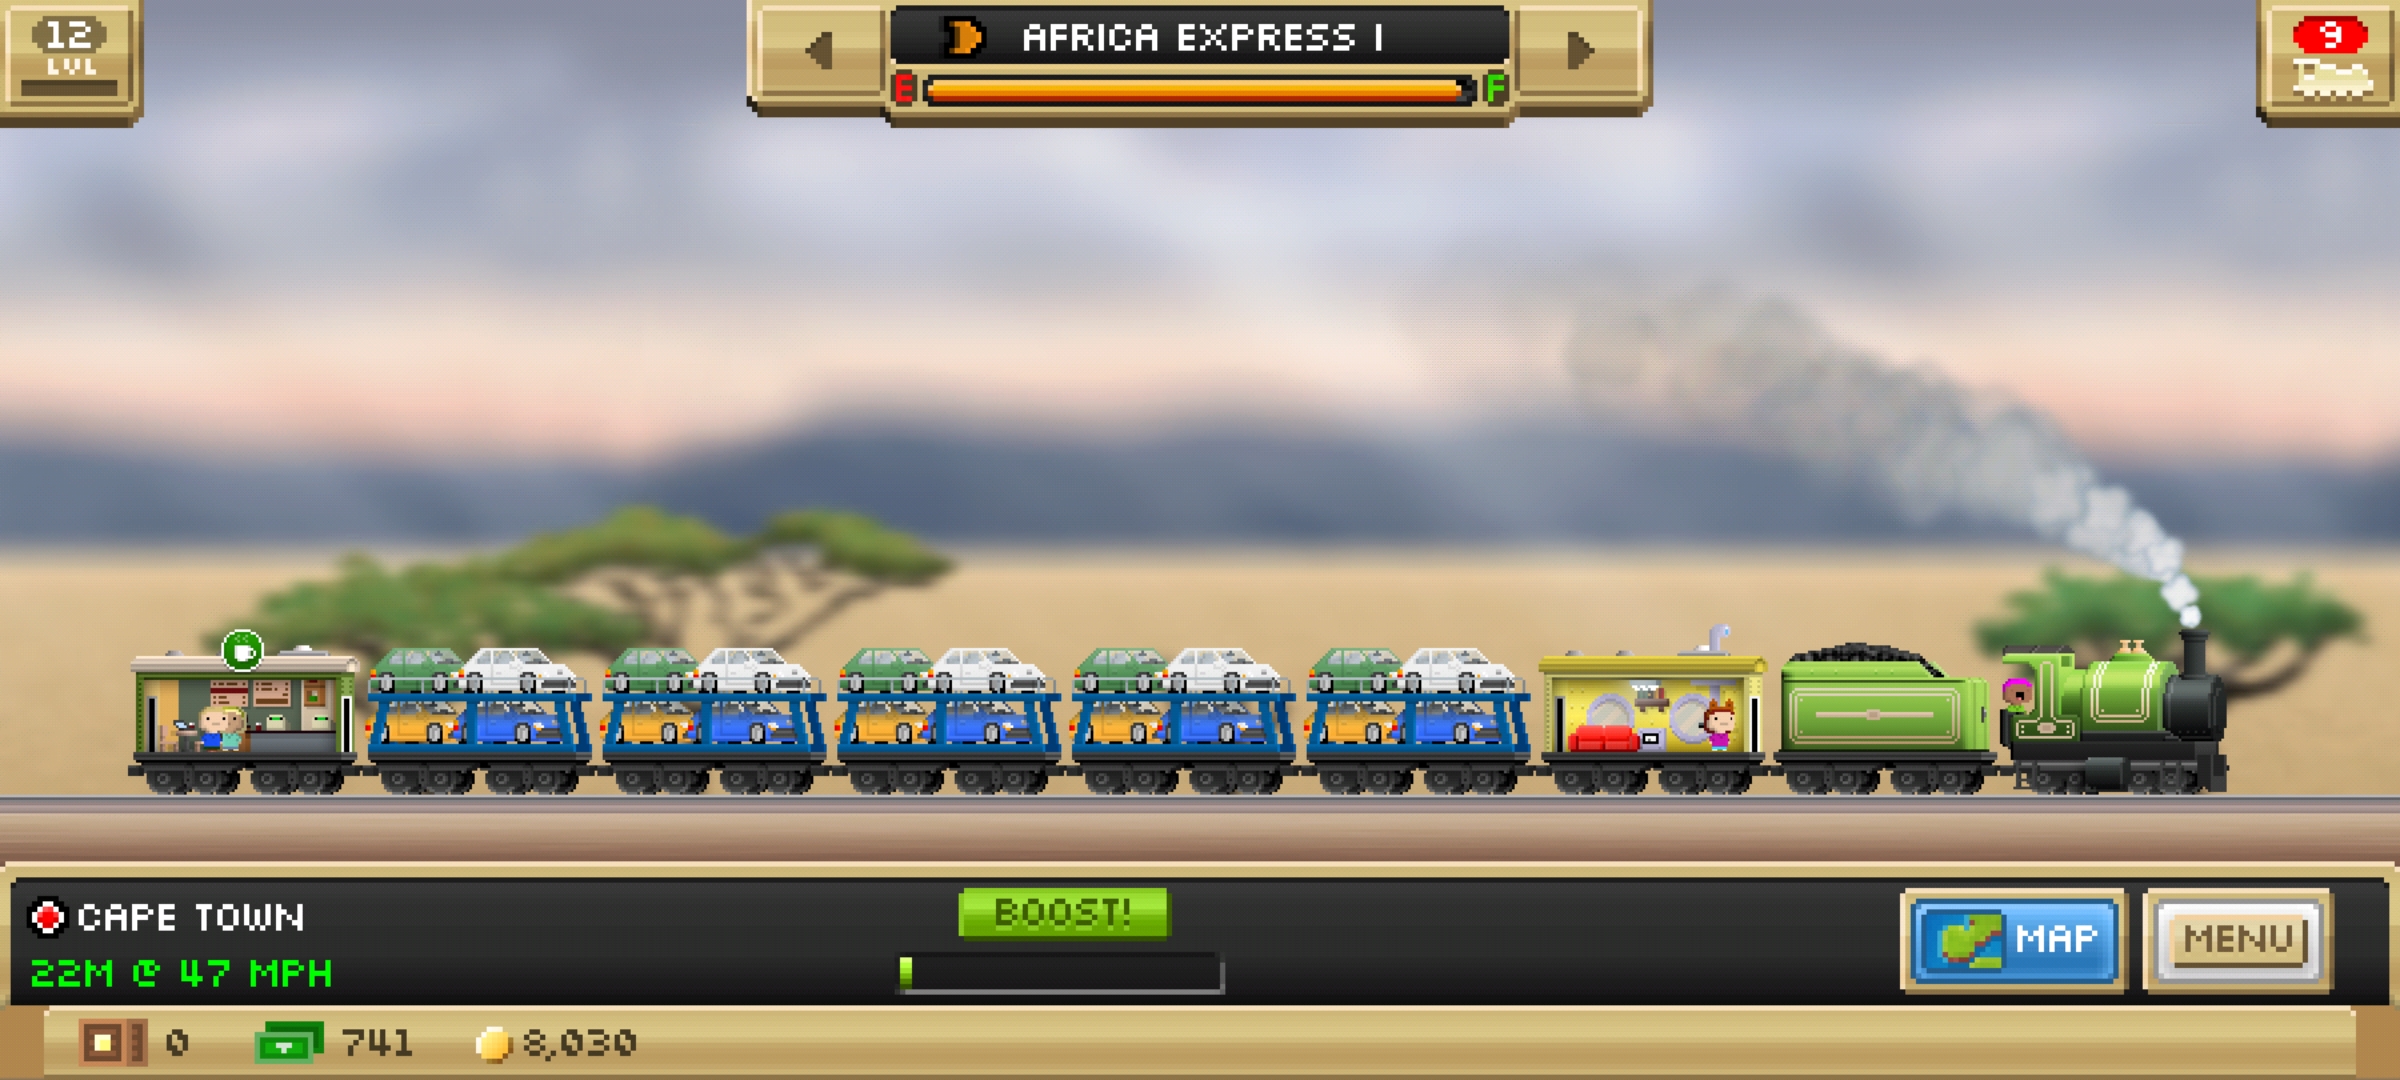 12
LVL
AFRICA EXPRESS I
E F
9
CAPE TOWN
22M @ 47 MPH
BOOST!
MAP
MENU
0
741
8,030